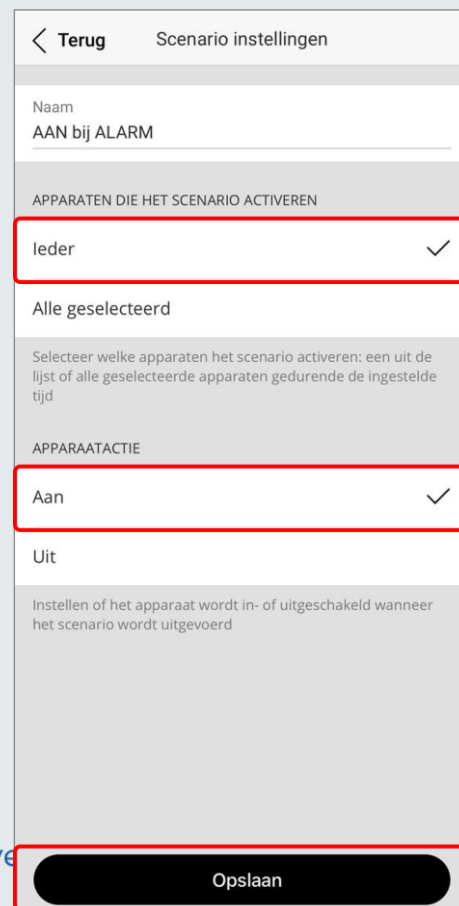 Terug Scenario instellingen
Naam
AAN bij ALARM
APPARATEN DIE HET SCENARIO ACTIVEREN
Ieder
Alle geselecteerd
Selecteer welke apparaten het scenario activeren: een uit de
lijst of alle geselecteerde apparaten gedurende de ingestelde
tijd
APPARAATACTIE
Aan
Uit
Instellen of het apparaat wordt in- of uitgeschakeld wanneer
het scenario wordt uitgevoerd
Opslaan